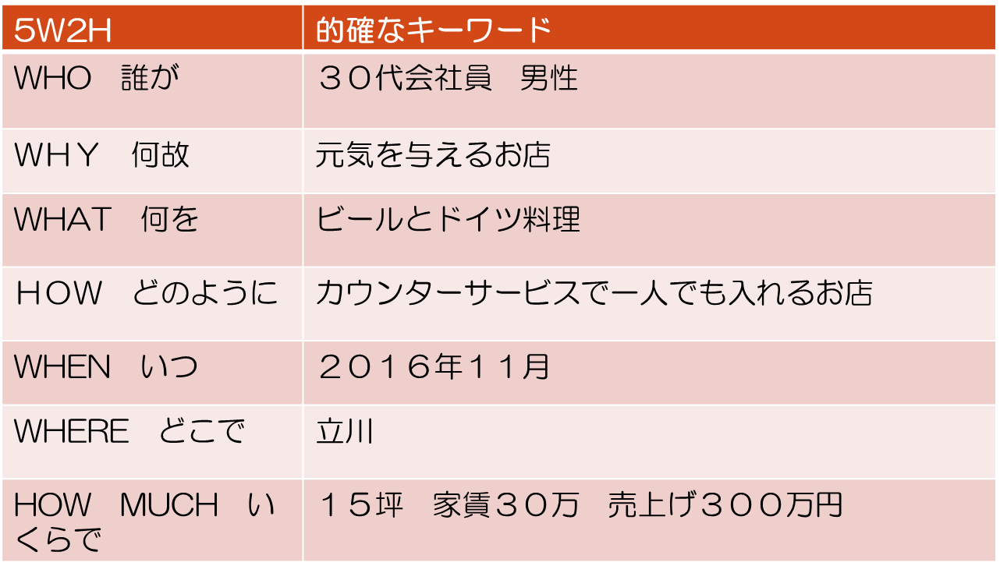 5W2H　的確なキーワード
WHO　誰が　３０代会社員　男性
ＷＨＹ　何故　元気を与えるお店
WHAT　何を　ビールとドイツ料理
ＨＯＷ　どのように　カウンターサービスで一人でも入れるお店
WHEN　いつ　２０１６年１１月
WHERE　どこで　立川
HOW　MUCH　い
くらで　１５坪　家賃３０万　売上げ３００万円